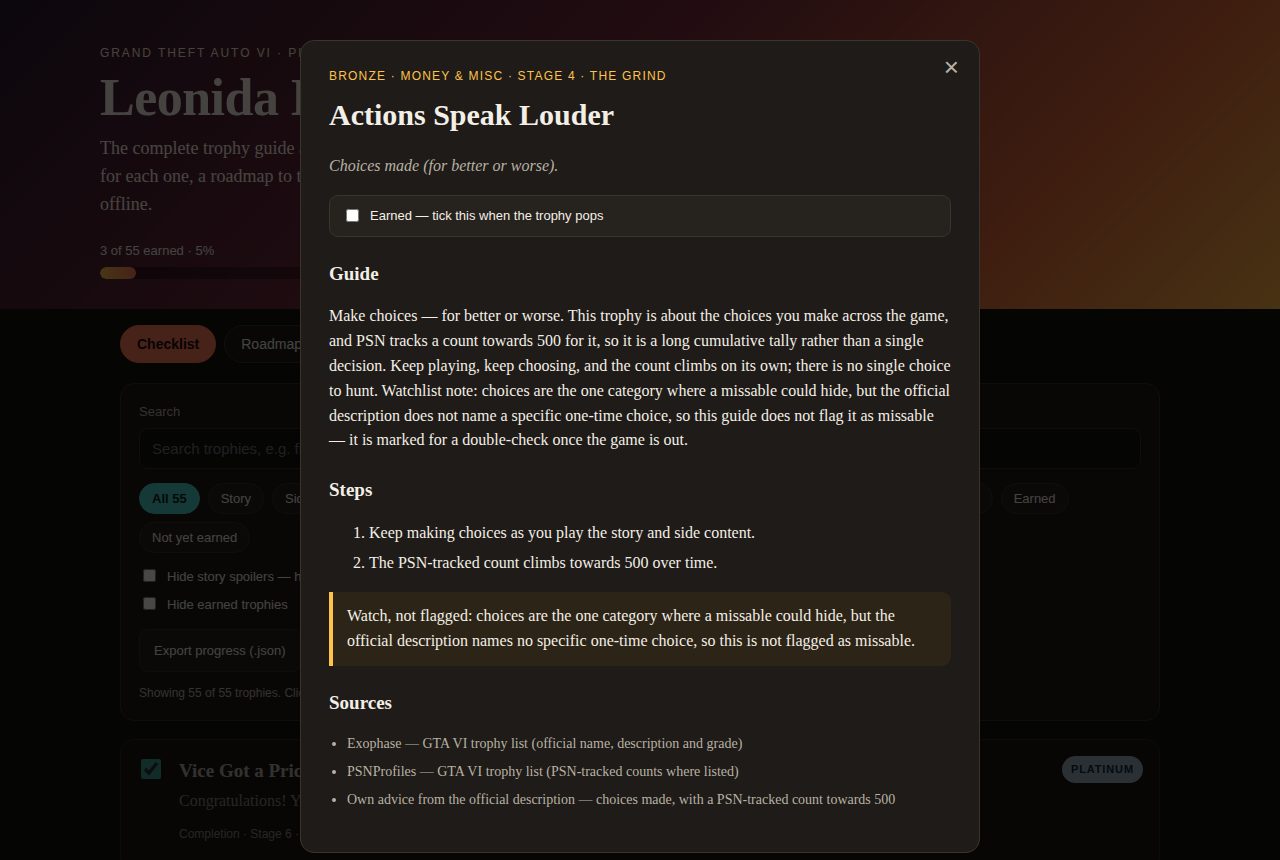 GRAND THEFT AUTO VI ·
Leonida
The complete trophy guide
for each one, a roadmap to
offline.
3 of 55 earned · 5%
Checklist
Roadmap
Search
Search trophies, e.g.
All 55
Story
Earned
Not yet earned
Hide story spoilers —
Hide earned trophies
Export progress (.json)
Showing 55 of 55 trophies.
Vice Got a
PLATINUM
Congratulations!
Completion · Stage 6 ·
✕
BRONZE · MONEY & MISC · STAGE 4 · THE GRIND
Actions Speak Louder
Choices made (for better or worse).
Earned — tick this when the trophy pops
Guide
Make choices — for better or worse. This trophy is about the choices you make across the game,
and PSN tracks a count towards 500 for it, so it is a long cumulative tally rather than a single
decision. Keep playing, keep choosing, and the count climbs on its own; there is no single choice
to hunt. Watchlist note: choices are the one category where a missable could hide, but the official
description does not name a specific one-time choice, so this guide does not flag it as missable
— it is marked for a double-check once the game is out.
Steps
1. Keep making choices as you play the story and side content.
2. The PSN-tracked count climbs towards 500 over time.
Watch, not flagged: choices are the one category where a missable could hide, but the
official description names no specific one-time choice, so this is not flagged as missable.
Sources
• Exophase — GTA VI trophy list (official name, description and grade)
• PSNProfiles — GTA VI trophy list (PSN-tracked counts where listed)
• Own advice from the official description — choices made, with a PSN-tracked count towards 500